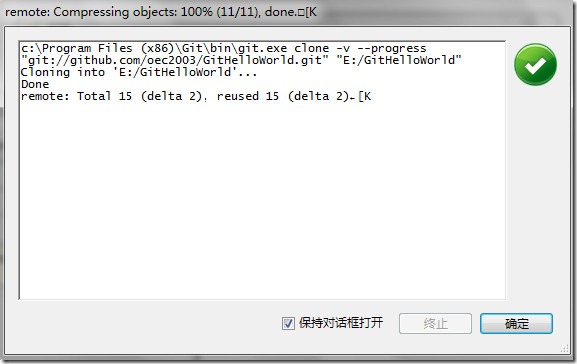 remote: Compressing objects: 100% (11/11), done.□[K
c:\Program Files (x86)\Git\bin\git.exe clone -v --progress
"git://github.com/oec2003/GitHelloWorld.git" "E:/GitHelloWorld"
Cloning into 'E:/GitHelloWorld'...
Done
remote: Total 15 (delta 2), reused 15 (delta 2)←[K
保持对话框打开
终止
确定